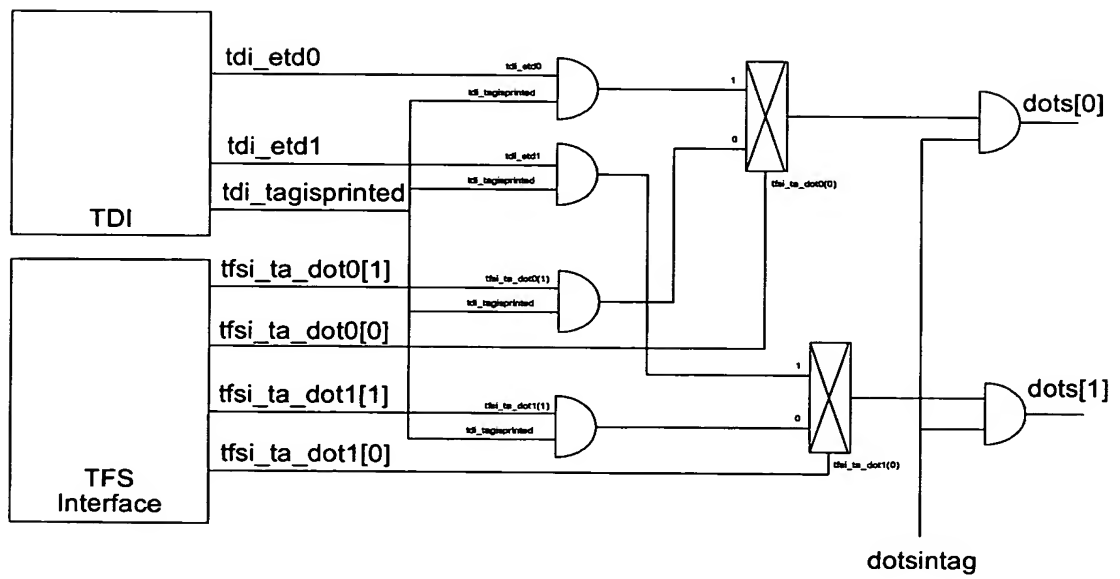 tdi_etd0
tdi_etd0
tdi_tagisprinted
1
0
dots[0]
tdi_etd1
tdi_etd1
tdi_tagisprinted
tdi_tagisprinted
TDI
tfsi_ta_dot0(0)
tfsi_ta_dot0[1]
tfsi_ta_dot0(1)
tdi_tagisprinted
tfsi_ta_dot0[0]
1
0
dots[1]
tfsi_ta_dot1[1]
tfsi_ta_dot1(1)
tdi_tagisprinted
tfsi_ta_dot1[0]
tfsi_ta_dot1(0)
TFS
Interface
dotsintag